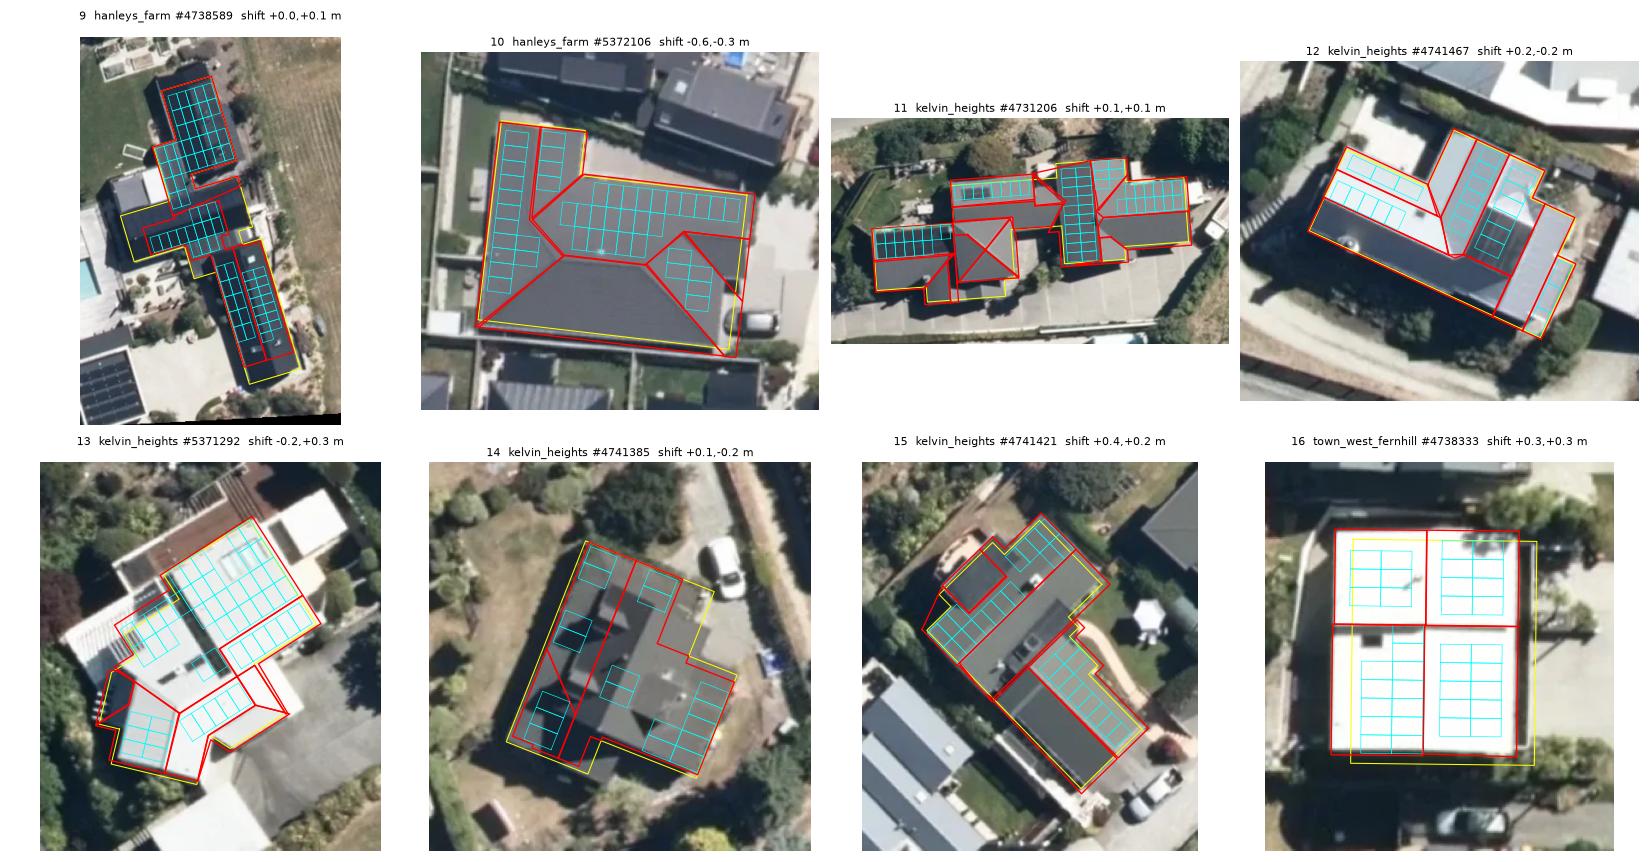 9 hanleys_farm #4738589 shift +0.0,+0.1 m
10 hanleys_farm #5372106 shift -0.6,-0.3 m
11 kelvin_heights #4731206 shift +0.1,+0.1 m
12 kelvin_heights #4741467 shift +0.2,-0.2 m
13 kelvin_heights #5371292 shift -0.2,+0.3 m
14 kelvin_heights #4741385 shift +0.1,-0.2 m
15 kelvin_heights #4741421 shift +0.4,+0.2 m
16 town_west_fernhill #4738333 shift +0.3,+0.3 m